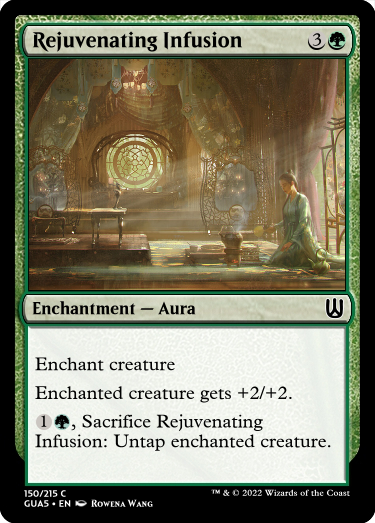 Rejuvenating Infusion 3
Enchantment — Aura
Enchant creature
Enchanted creature gets +2/+2.
1, Sacrifice Rejuvenating
Infusion: Untap enchanted creature.
150/215 C
GUA5 • EN Rowena Wang
™ & © 2022 Wizards of the Coast